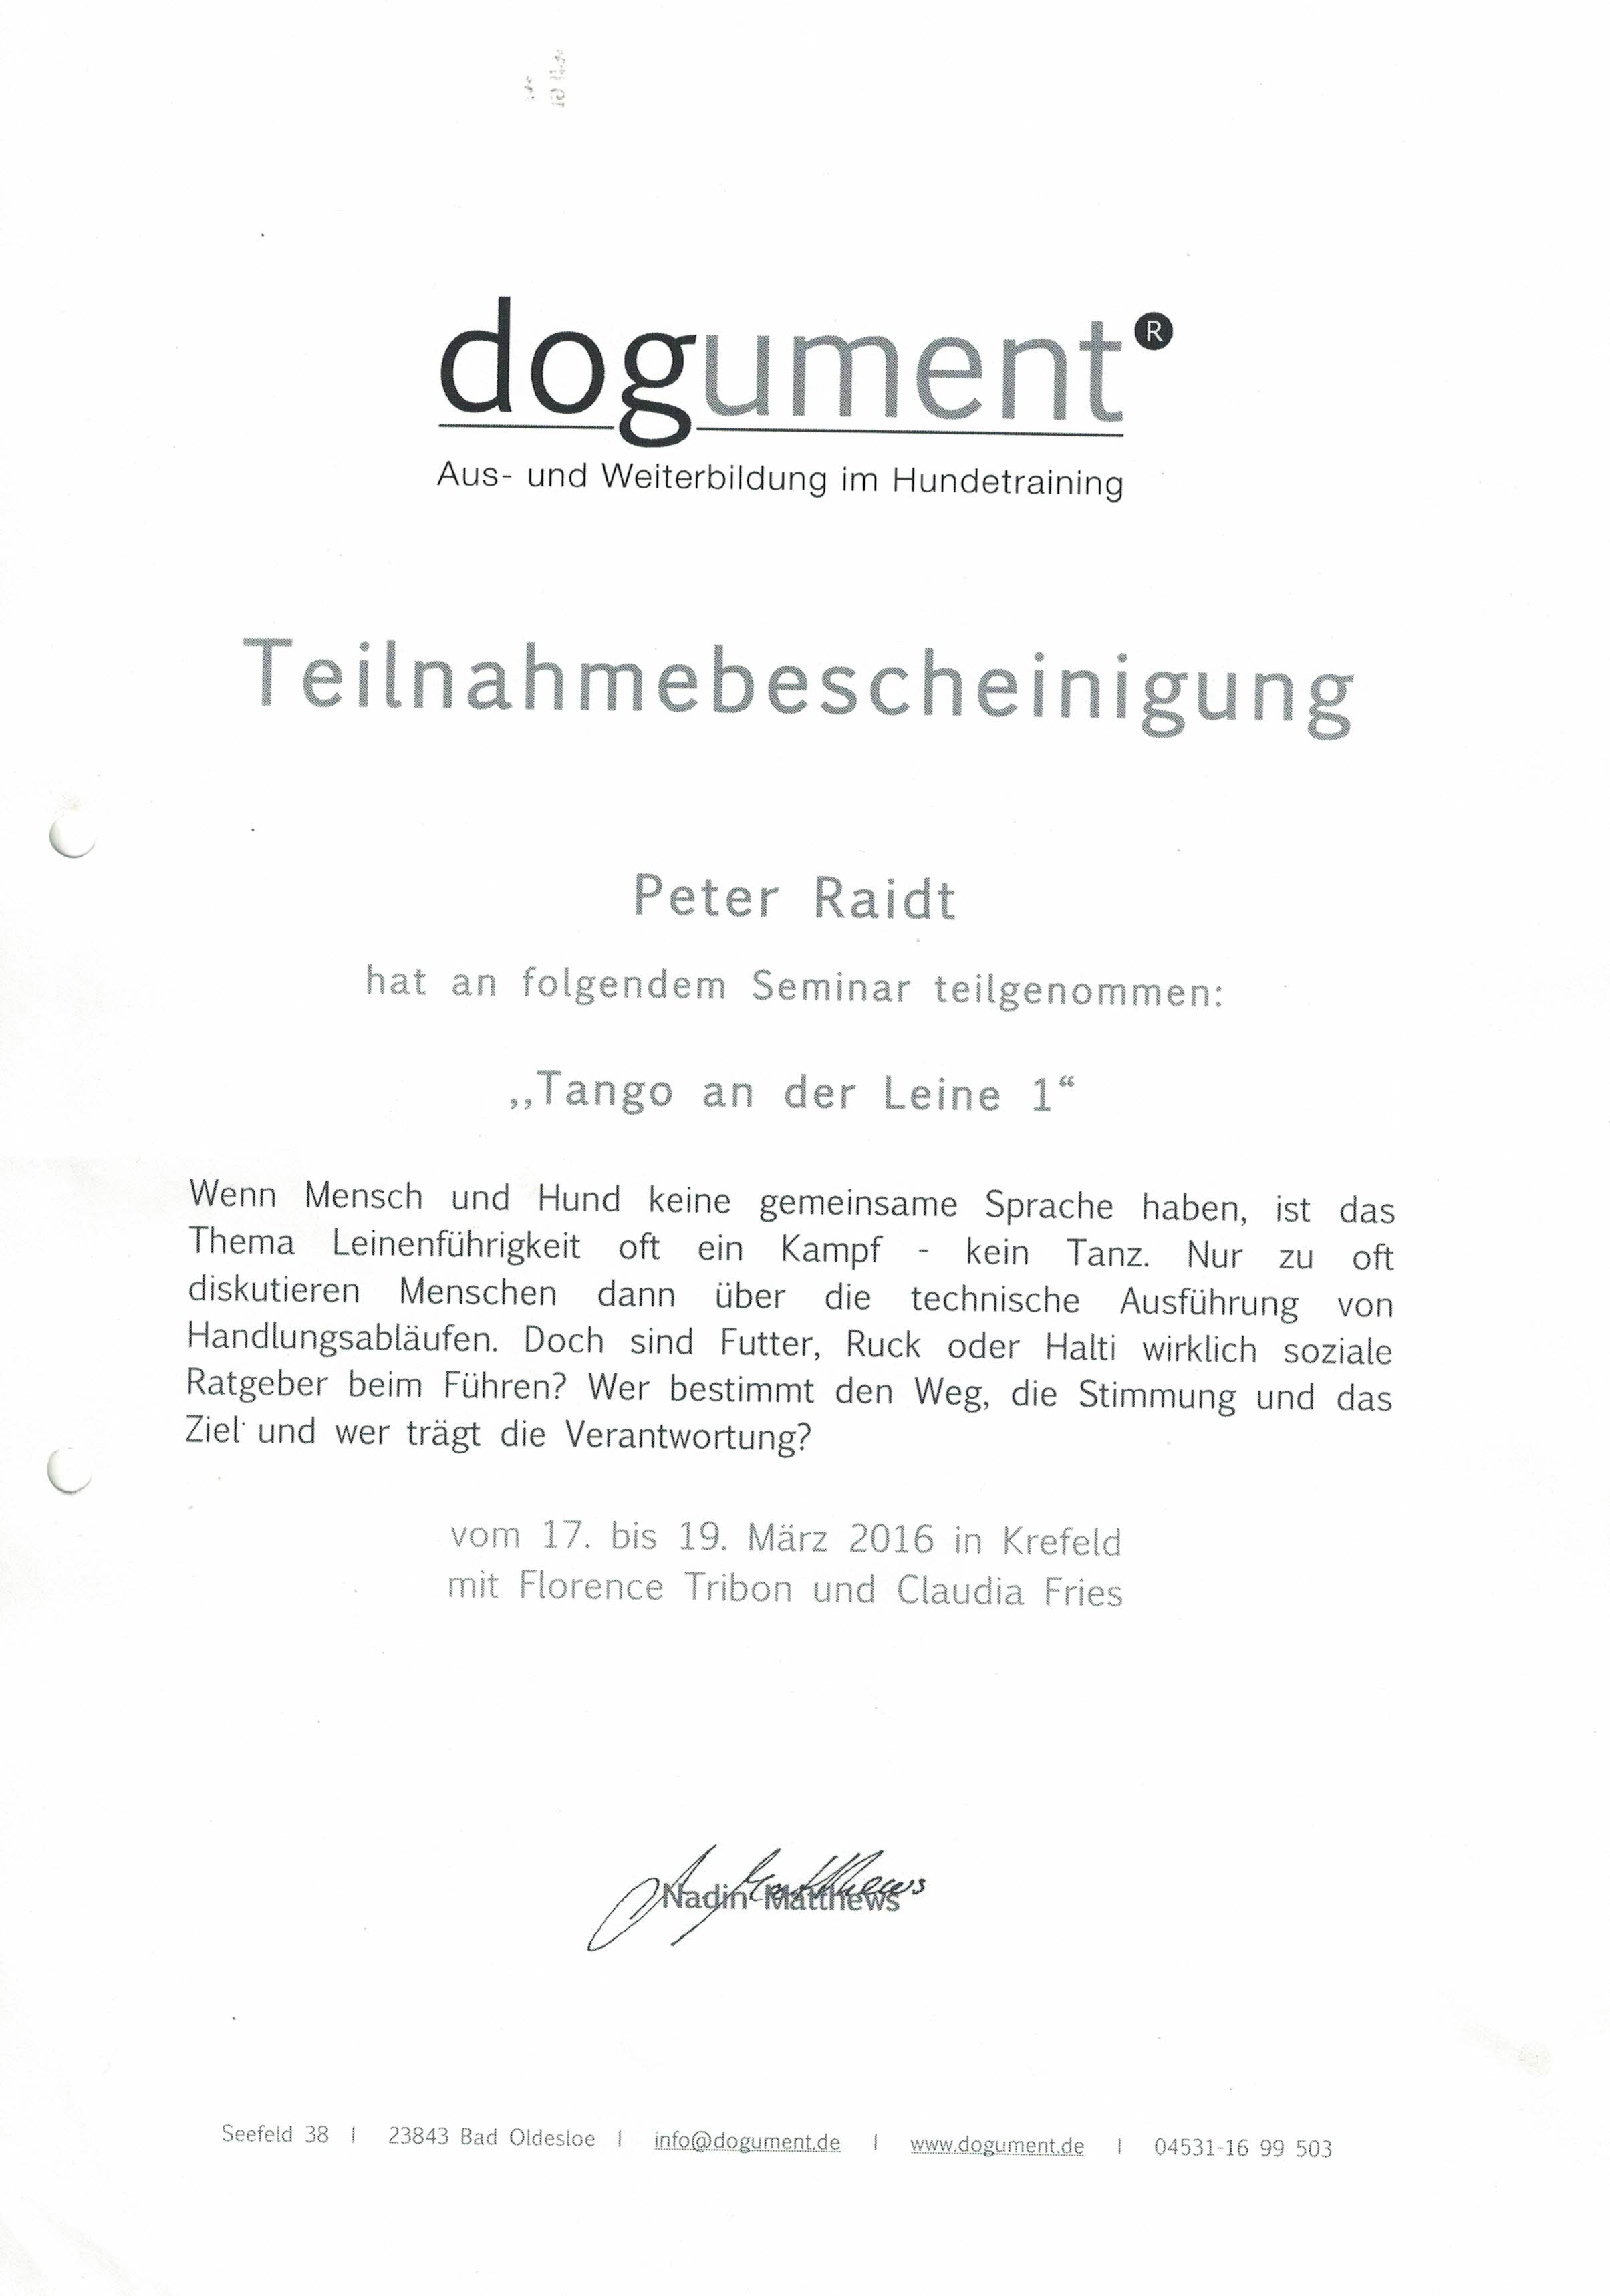 dogument®
Aus- und Weiterbildung im Hundetraining
Teilnahmebescheinigung
Peter Raidt
hat an folgendem Seminar teilgenommen:
„Tango an der Leine 1“
Wenn Mensch und Hund keine gemeinsame Sprache haben, ist das
Thema Leinenführigkeit oft ein Kampf - kein Tanz. Nur zu oft
diskutieren Menschen dann über die technische Ausführung von
Handlungsabläufen. Doch sind Futter, Ruck oder Halti wirklich soziale
Ratgeber beim Führen? Wer bestimmt den Weg, die Stimmung und das
Ziel und wer trägt die Verantwortung?
vom 17. bis 19. März 2016 in Krefeld
mit Florence Tribon und Claudia Fries
Nadin Matthews
Seefeld 38 I 23843 Bad Oldesloe I info@dogument.de I www.dogument.de I 04531-16 99 503